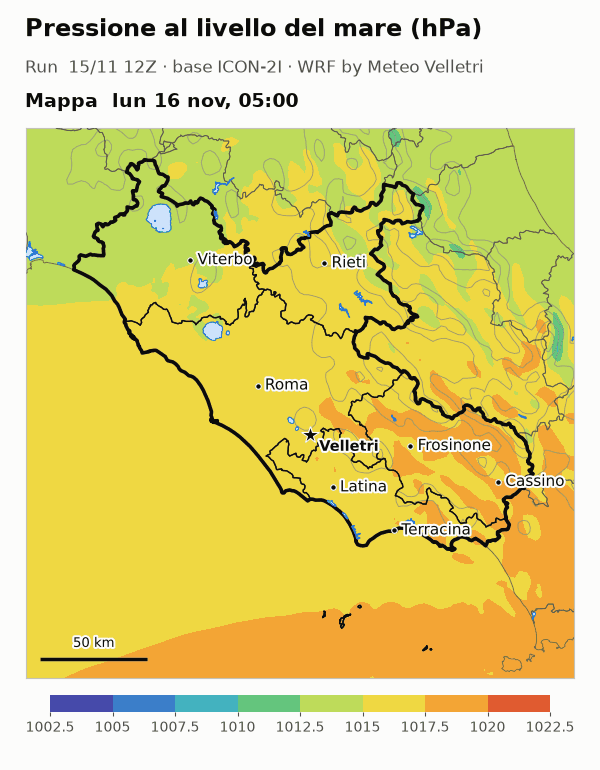 Pressione al livello del mare (hPa)
Run  15/11 12Z · base ICON-2I · WRF by Meteo Velletri
Mappa  lun 16 nov, 05:00
Viterbo
Rieti
Roma
Velletri
Frosinone
Cassino
Latina
Terracina
50 km
1002.5 1005 1007.5 1010 1012.5 1015 1017.5 1020 1022.5